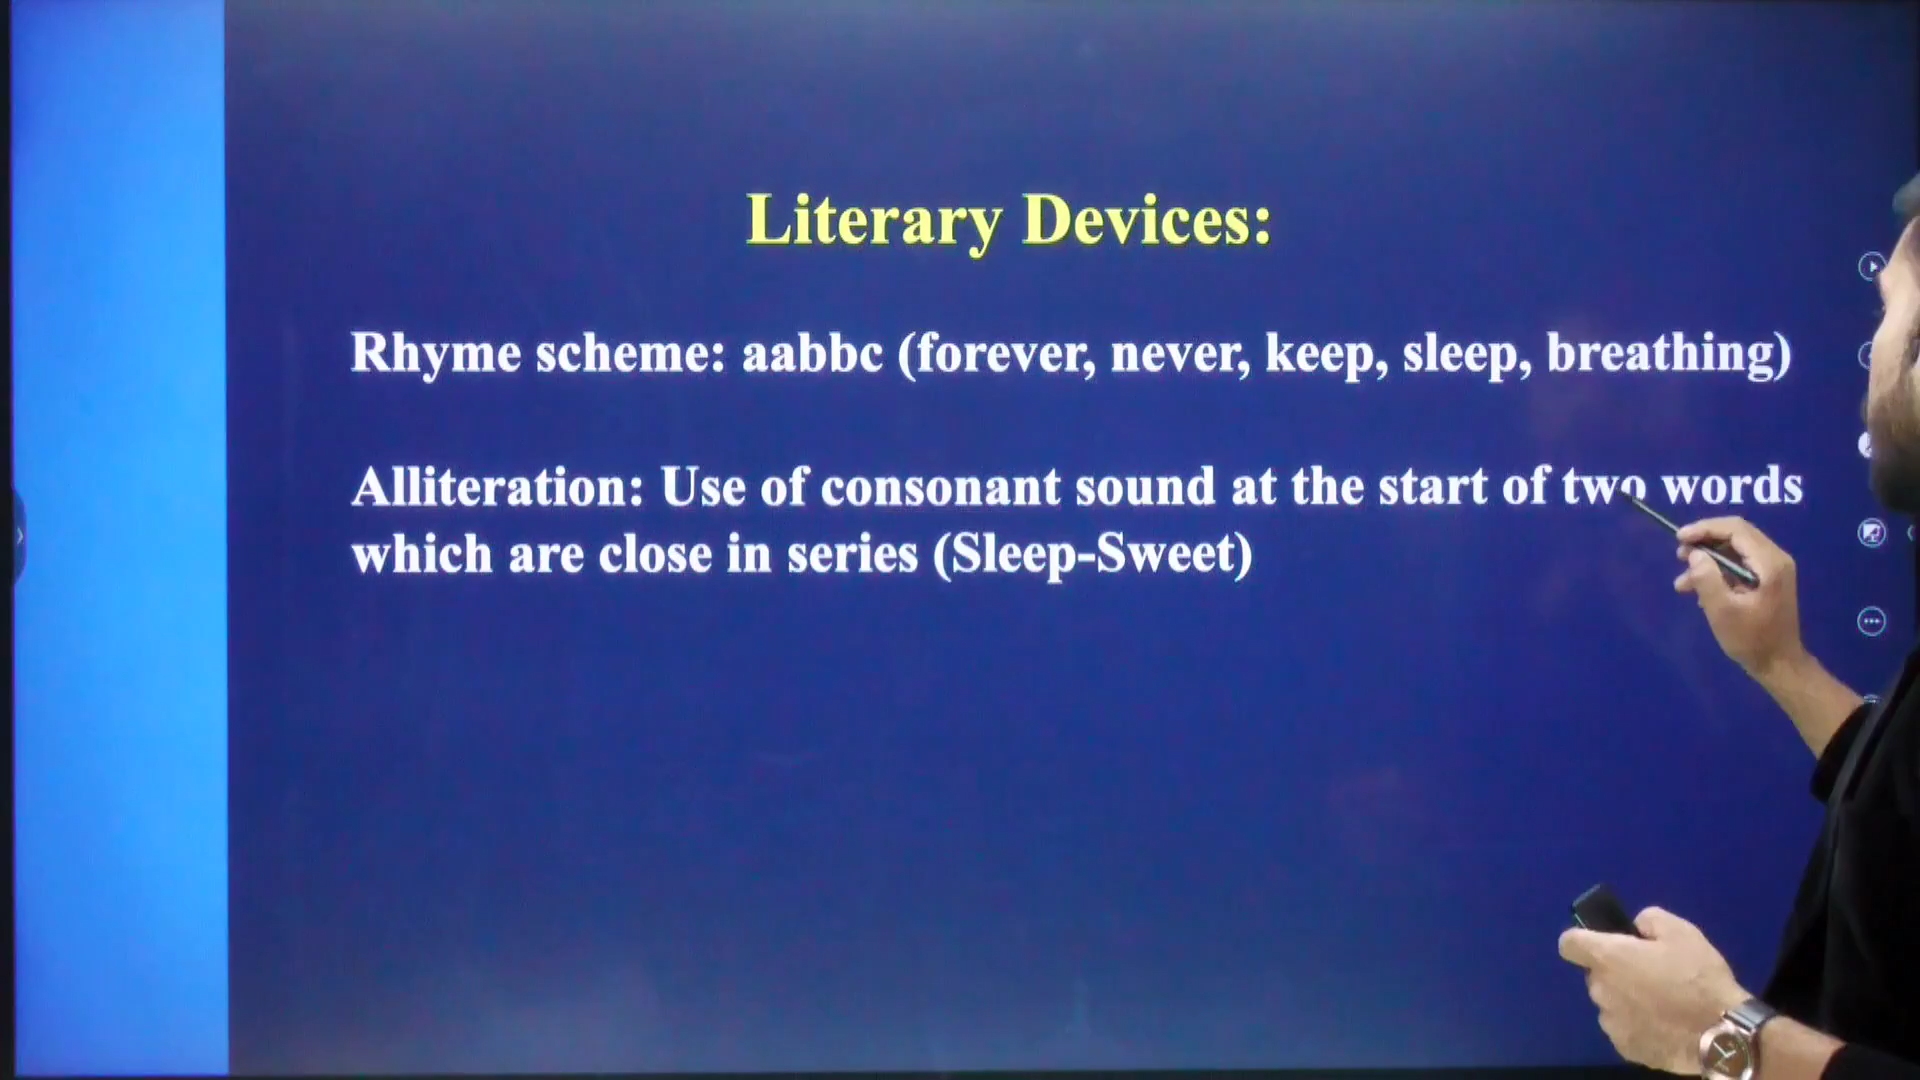 Literary Devices:
Rhyme scheme: aabbc (forever, never, keep, sleep, breathing)
Alliteration: Use of consonant sound at the start of two words
which are close in series (Sleep-Sweet)